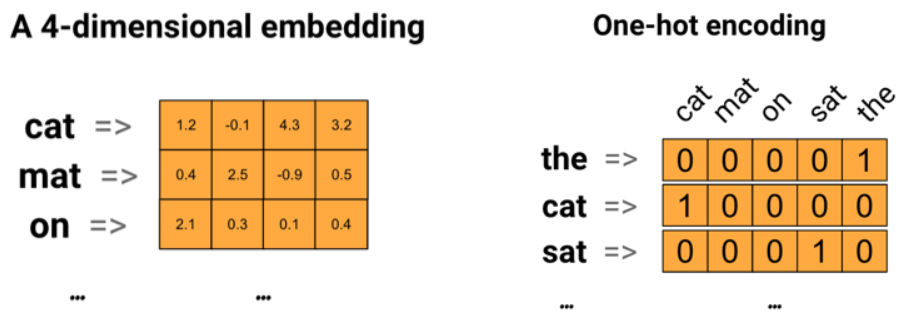 A 4-dimensional embedding
cat => 1.2 -0.1 4.3 3.2
mat => 0.4 2.5 -0.9 0.5
on => 2.1 0.3 0.1 0.4
... ...
One-hot encoding
cat mat on sat the
the => 0 0 0 0 1
cat => 1 0 0 0 0
sat => 0 0 0 1 0
... ...